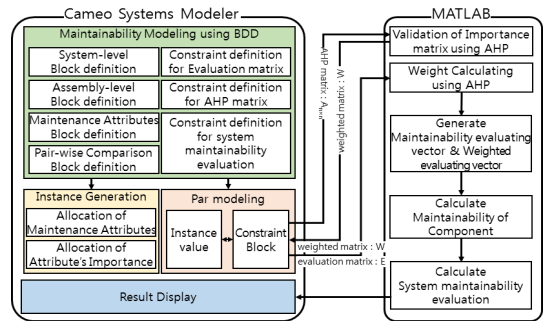 Cameo Systems Modeler
Maintainability Modeling using BDD
System-level
Block definition
Constraint definition
for Evaluation matrix
Assembly-level
Block definition
Constraint definition
for AHP matrix
Maintenance Attributes
Block definition
Constraint definition
for system
maintainability
evaluation
Pair-wise Comparison
Block definition
Instance Generation
Allocation of
Maintenance Attributes
Allocation of
Attribute's Importance
Par modeling
Instance
value
Constraint
Block
Result Display
AHP matrix : A
weighted matrix : W
weighted matrix : W
evaluation matrix : E
MATLAB
Validation of Importance
matrix using AHP
Weight Calculating
using AHP
Generate
Maintainability evaluating
vector & Weighted
evaluating vector
Calculate
Maintainability of
Component
Calculate
System maintainability
evaluation